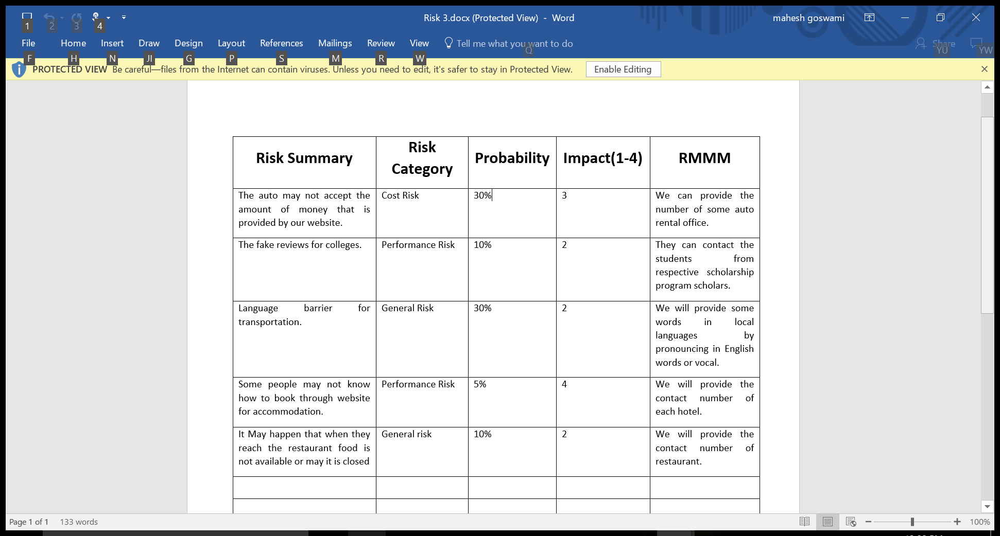 Risk 3.docx (Protected View) - Word
mahesh goswami
1 2 3 4
File Home Insert Draw Design Layout References Mailings Review View Tell me what you want to do Share
F H N JI G P S M R W Q YU YW
PROTECTED VIEW Be careful—files from the Internet can contain viruses. Unless you need to edit, it's safer to stay in Protected View. Enable Editing
Risk Summary
Risk
Category
Probability
Impact(1-4)
RMMM
The auto may not accept the
amount of money that is
provided by our website.
Cost Risk
30%
3
We can provide the
number of some auto
rental office.
The fake reviews for colleges.
Performance Risk
10%
2
They can contact the
students from
respective scholarship
program scholars.
Language barrier for
transportation.
General Risk
30%
2
We will provide some
words in local
languages by
pronouncing in English
words or vocal.
Some people may not know
how to book through website
for accommodation.
Performance Risk
5%
4
We will provide the
contact number of
each hotel.
It May happen that when they
reach the restaurant food is
not available or may it is closed
General risk
10%
2
We will provide the
contact number of
restaurant.
Page 1 of 1 133 words
100%